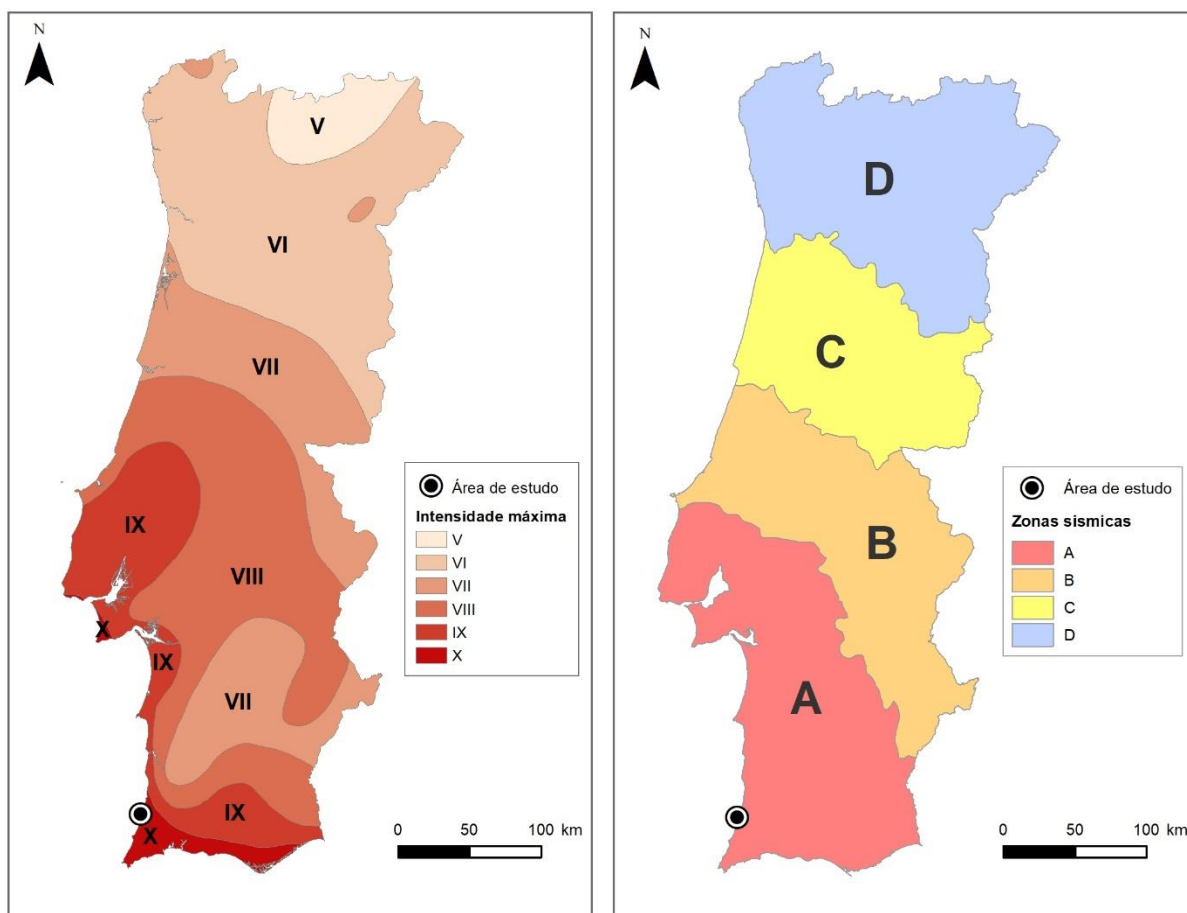 N
V
VI
VII
IX
VIII
X
IX
VII
IX
X
Área de estudo
Intensidade máxima
V
VI
VII
VIII
IX
X
0 50 100 km
N
D
C
B
A
Área de estudo
Zonas sismicas
A
B
C
D
0 50 100 km